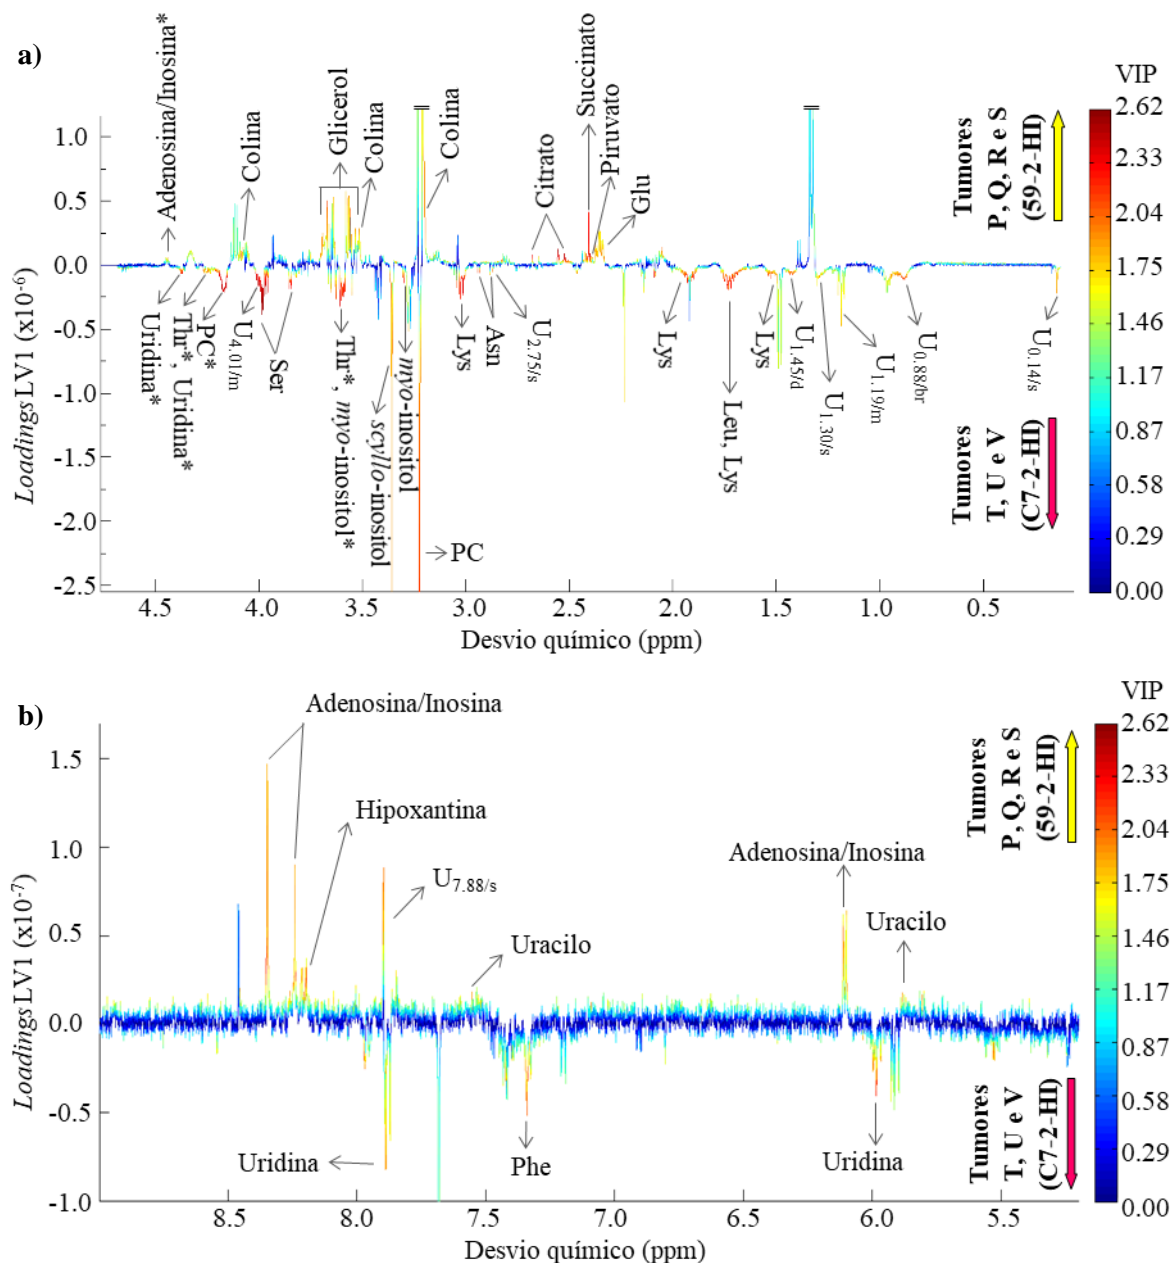 a)
Adenosina/Inosina*
Colina
Glicerol
Colina
Colina
Citrato
Succinato
Piruvato
Glu
Tumores
P, Q, R e S
(59-2-HI)
VIP
2.62
2.33
2.04
1.75
1.46
1.17
0.87
0.58
0.29
0.00
Loadings LV1 (x10⁻⁶)
1.0
0.5
0.0
-0.5
-1.0
-1.5
-2.0
-2.5
Uridina*
Thr*, Uridina*
PC*
U4.01/m
Ser
Thr*, myo-inositol*
scyllo-inositol
myo-inositol
PC
Lys
Asn
U2.75/s
Lys
Leu, Lys
Lys
U1.45/d
U1.30/s
U1.19/m
U0.88/br
U0.14/s
Tumores
T, U e V
(C7-2-HI)
4.5 4.0 3.5 3.0 2.5 2.0 1.5 1.0 0.5
Desvio químico (ppm)
b)
Adenosina/Inosina
Hipoxantina
U7.88/s
Uracilo
Adenosina/Inosina
Uracilo
Tumores
P, Q, R e S
(59-2-HI)
VIP
2.62
2.33
2.04
1.75
1.46
1.17
0.87
0.58
0.29
0.00
Loadings LV1 (x10⁻⁷)
1.5
1.0
0.5
0.0
-0.5
-1.0
Uridina
Phe
Uridina
Tumores
T, U e V
(C7-2-HI)
8.5 8.0 7.5 7.0 6.5 6.0 5.5
Desvio químico (ppm)